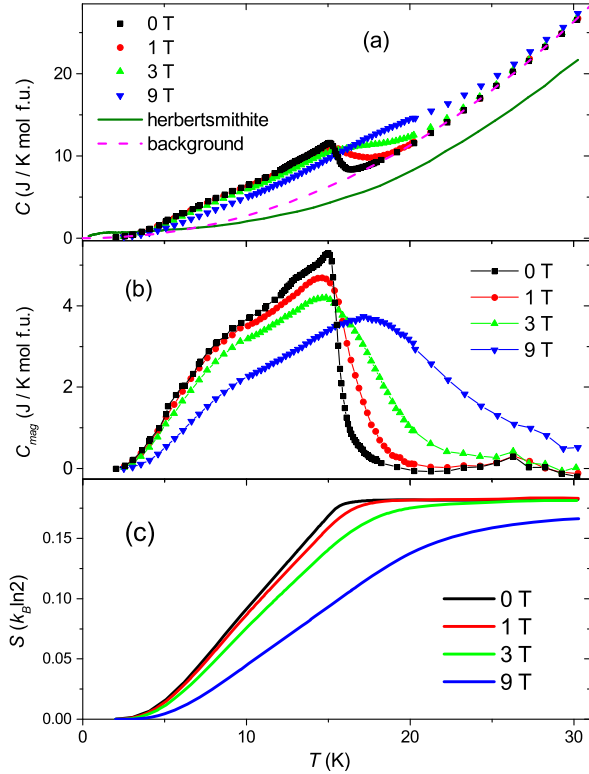 (a)
0 T
1 T
3 T
9 T
herbertsmithite
background
20
10
0
C (J / K mol f.u.)
(b)
0 T
1 T
3 T
9 T
4
2
0
C_mag (J / K mol f.u.)
(c)
0 T
1 T
3 T
9 T
0.15
0.10
0.05
0.00
S (k_B ln2)
0 10 20 30
T (K)